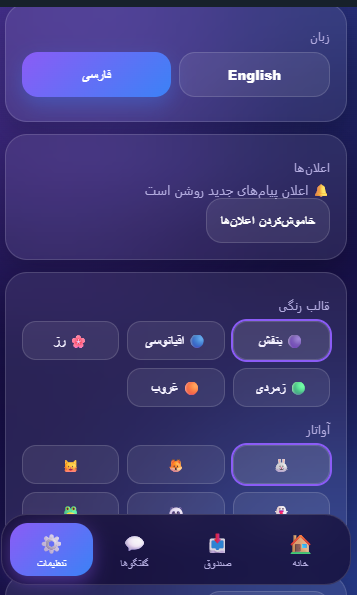 زبان
فارسی English
اعلان‌ها
🔔 اعلان پیام‌های جدید روشن است
خاموش‌کردن اعلان‌ها
قالب رنگی
بنفش اقیانوسی رز
زمردی غروب
آواتار
خانه صندوق گفتگوها تنظیمات